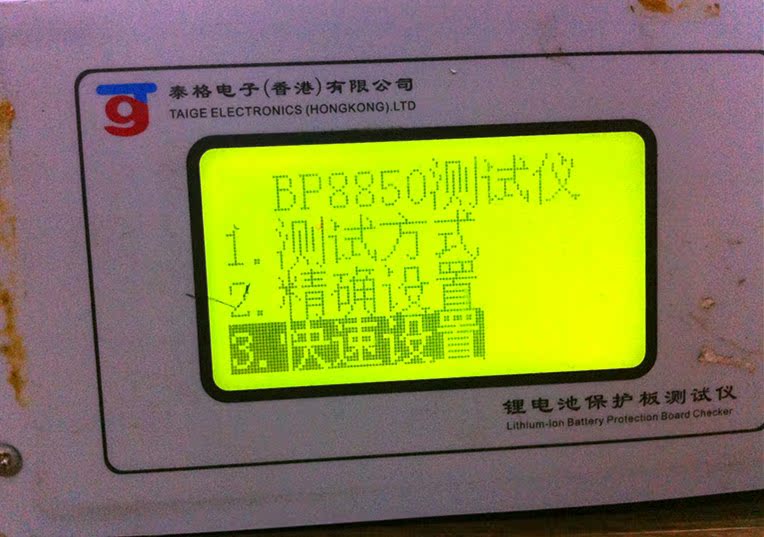 泰格电子(香港)有限公司
TAIGE ELECTRONICS (HONGKONG).LTD
BP8850测试仪
1.测试方式
2.精确设置
3.快速设置
锂电池保护板测试仪
Lithium-Ion Battery Protection Board Checker